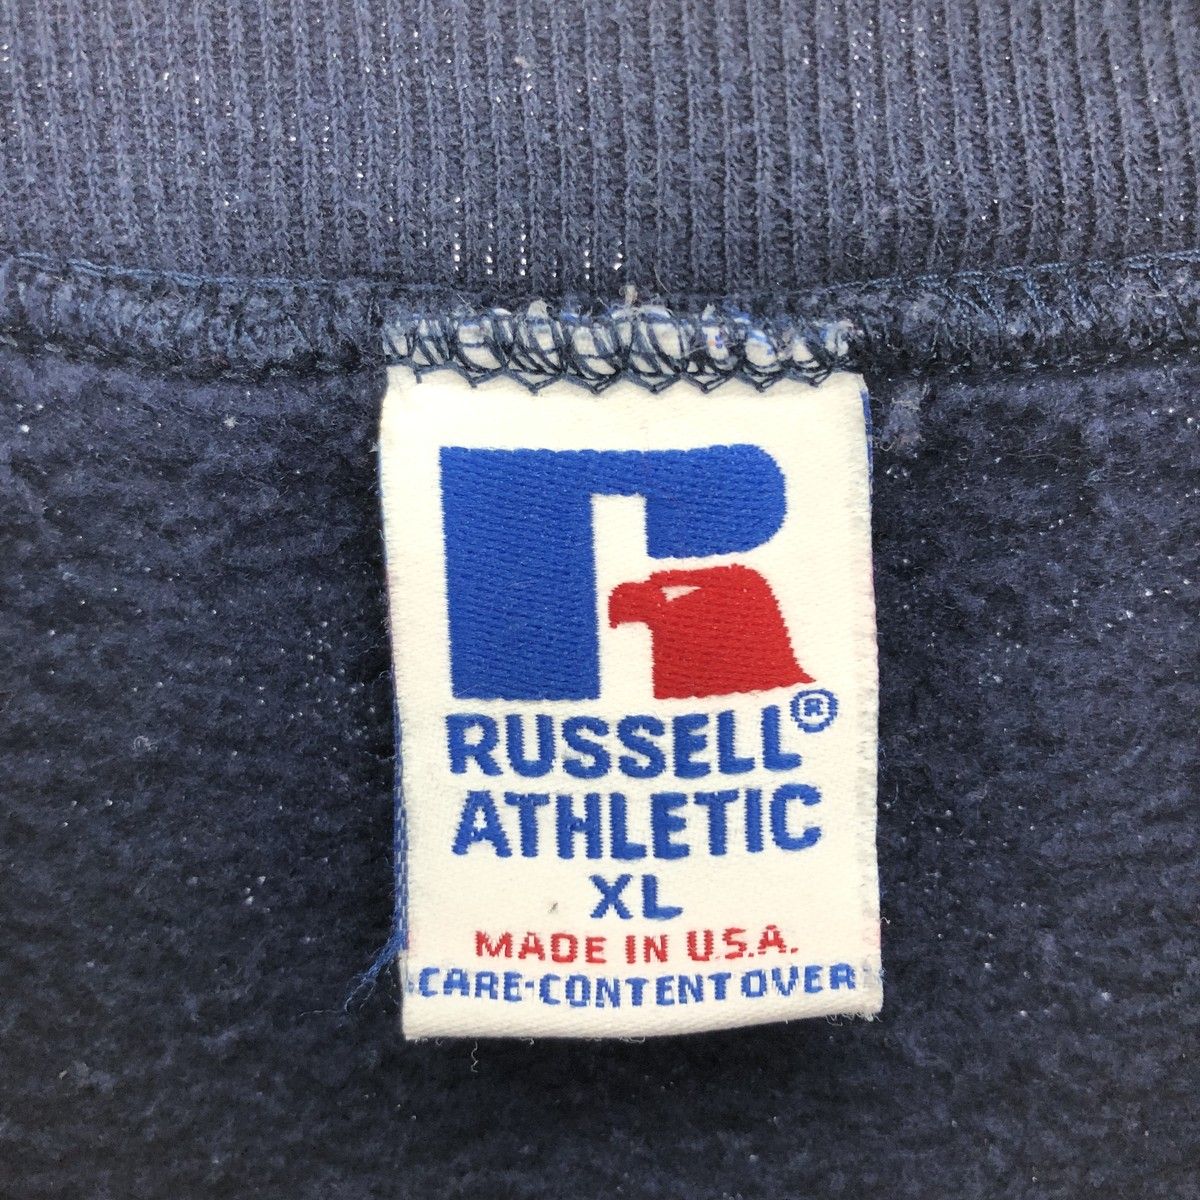 RUSSELL®
ATHLETIC
XL
MADE IN U.S.A.
CARE-CONTENT OVER